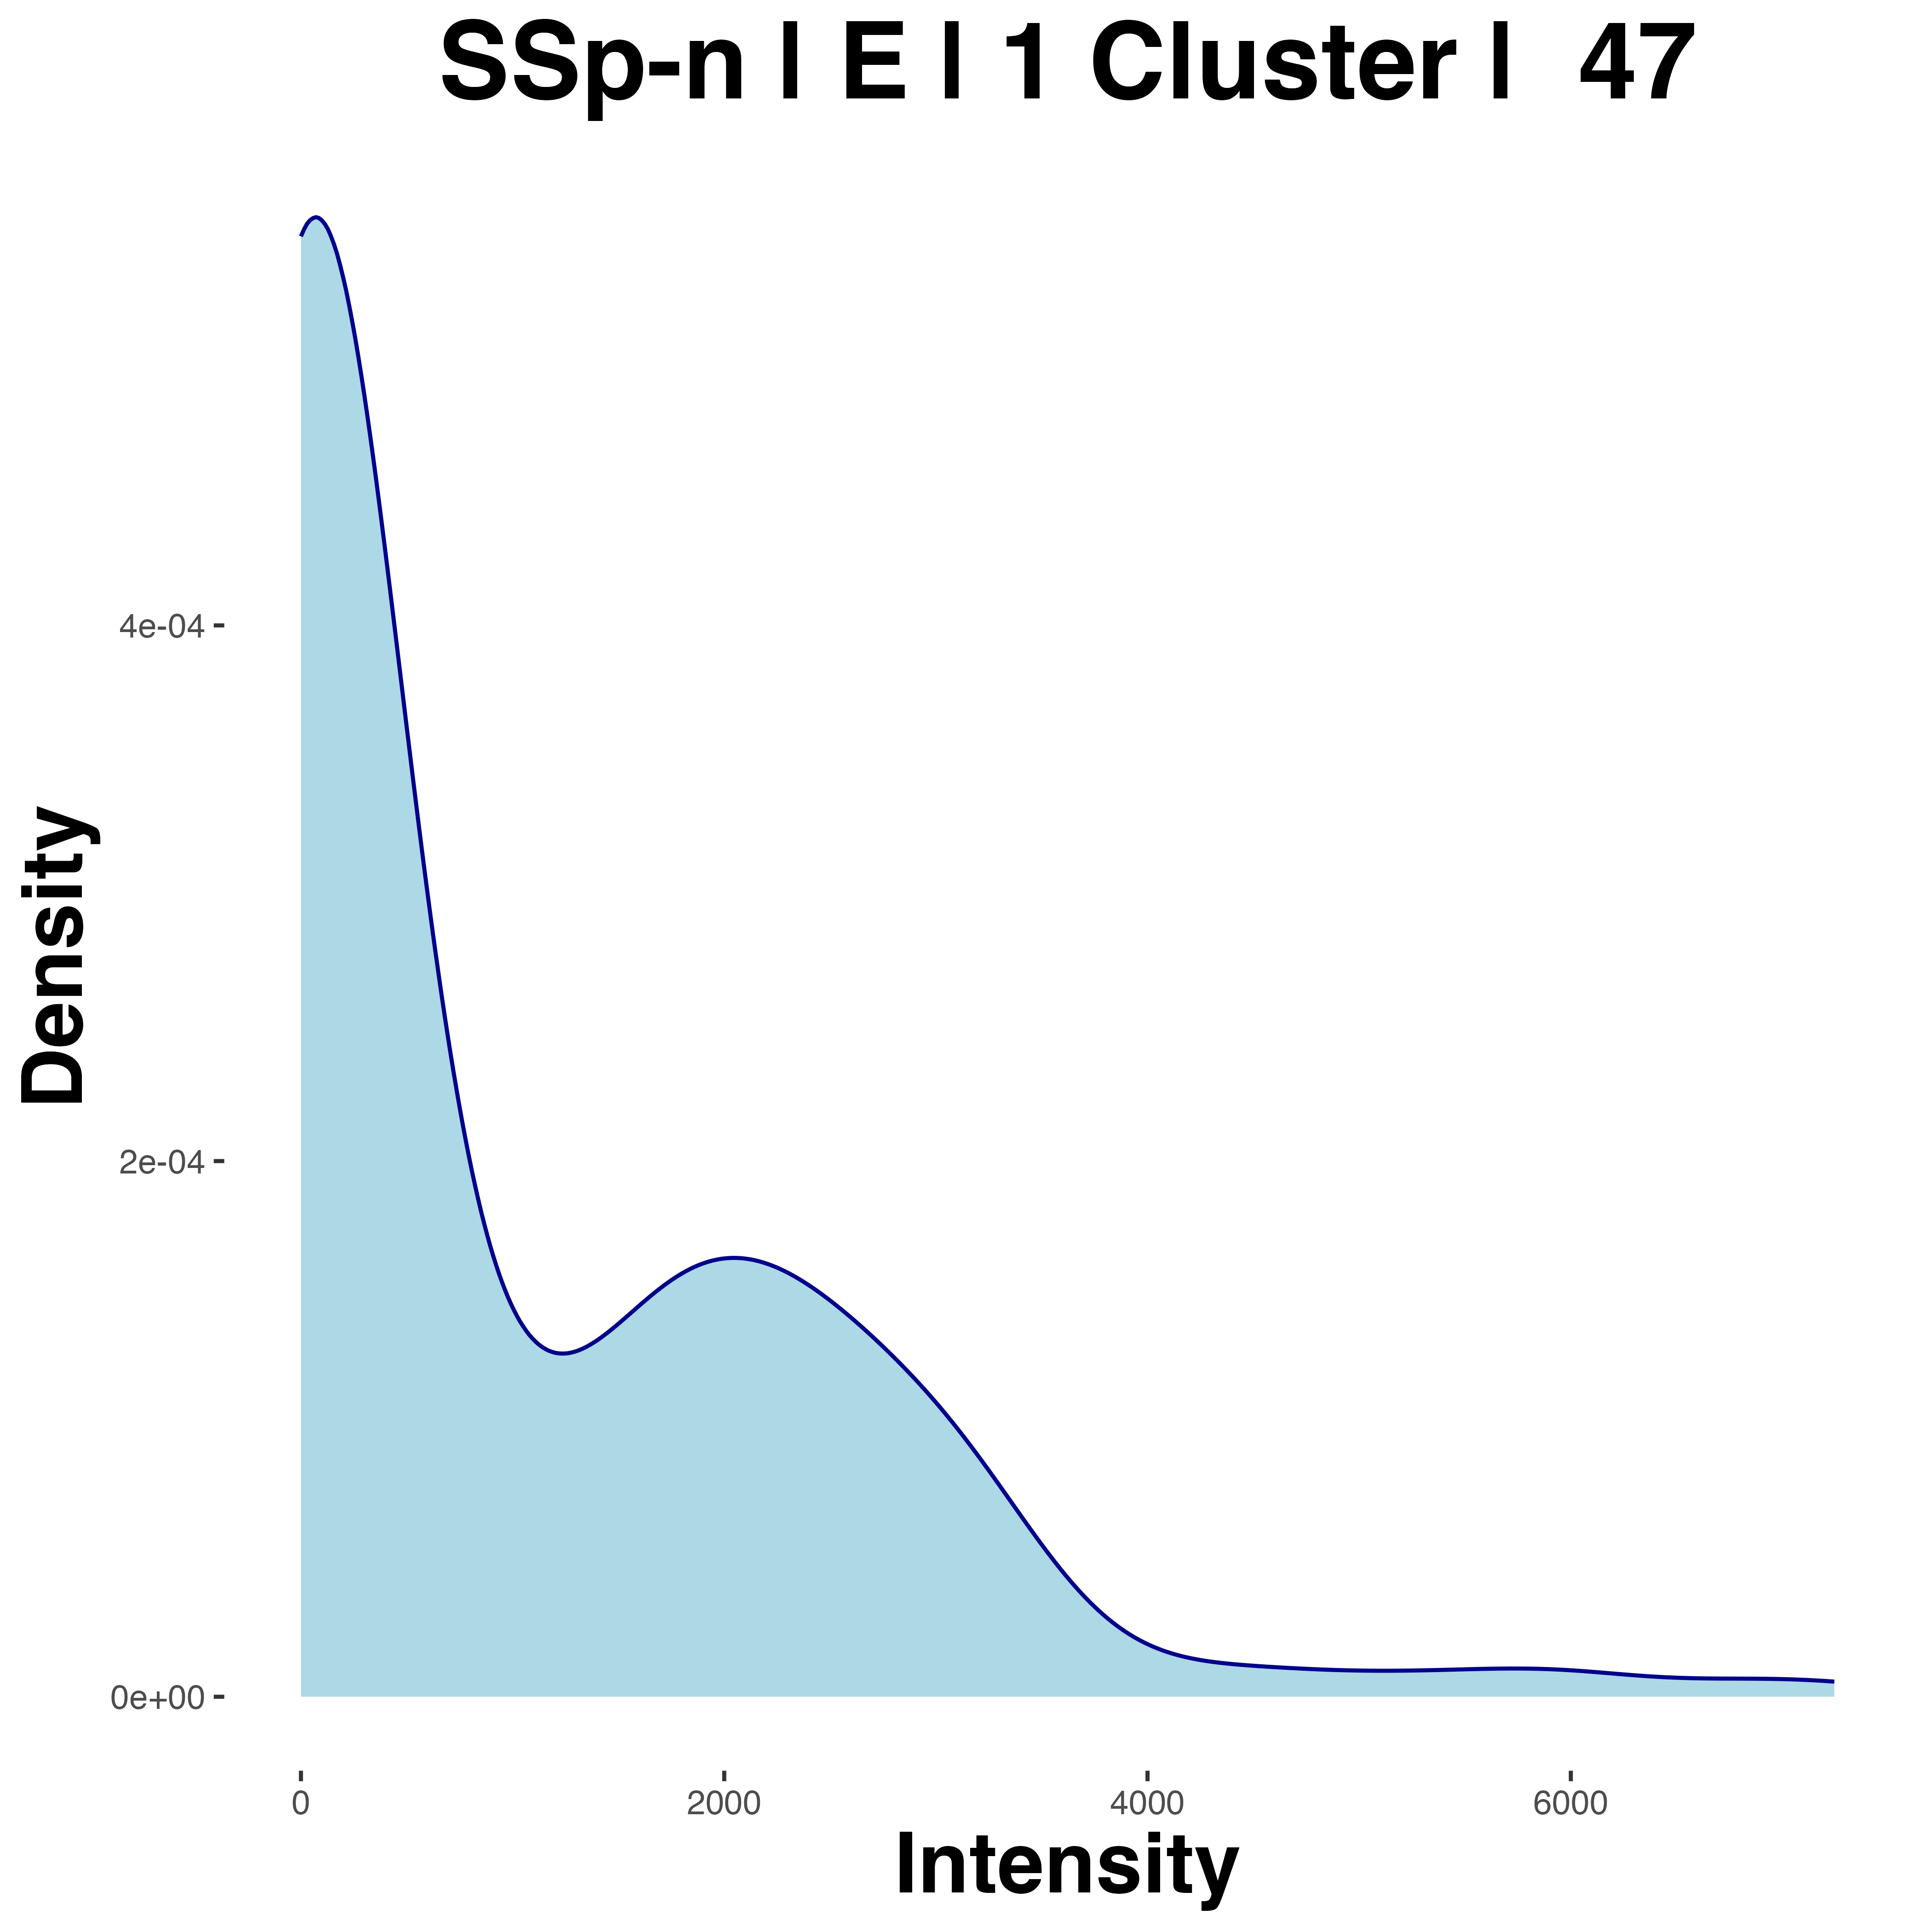 SSp-n | E | 1 Cluster | 47
Density
4e-04
2e-04
0e+00
0 2000 4000 6000
Intensity